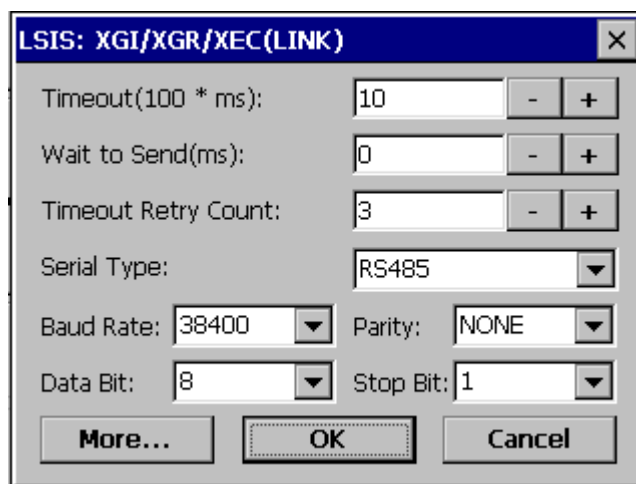 LSIS: XGI/XGR/XEC(LINK)
Timeout(100 * ms): 10 - +
Wait to Send(ms): 0 - +
Timeout Retry Count: 3 - +
Serial Type: RS485
Baud Rate: 38400 Parity: NONE
Data Bit: 8 Stop Bit: 1
More... OK Cancel